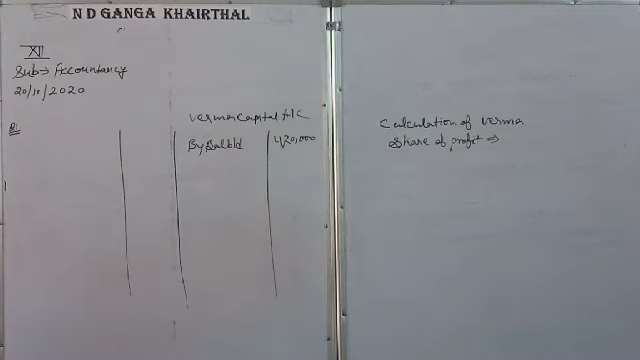 N D GANGA KHAIRTHAL
XII
Sub → Accountancy
20/10/2020
Verma Capital A/c
By Bal b/d 4,20,000
Calculation of Verma
Share of profit ⇒